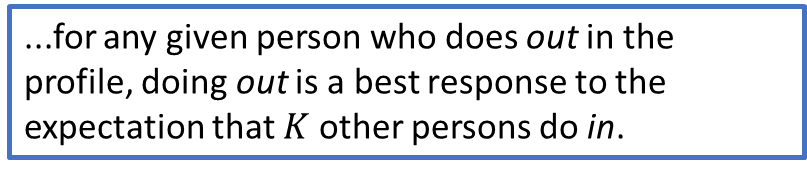 ...for any given person who does out in the
profile, doing out is a best response to the
expectation that K other persons do in.